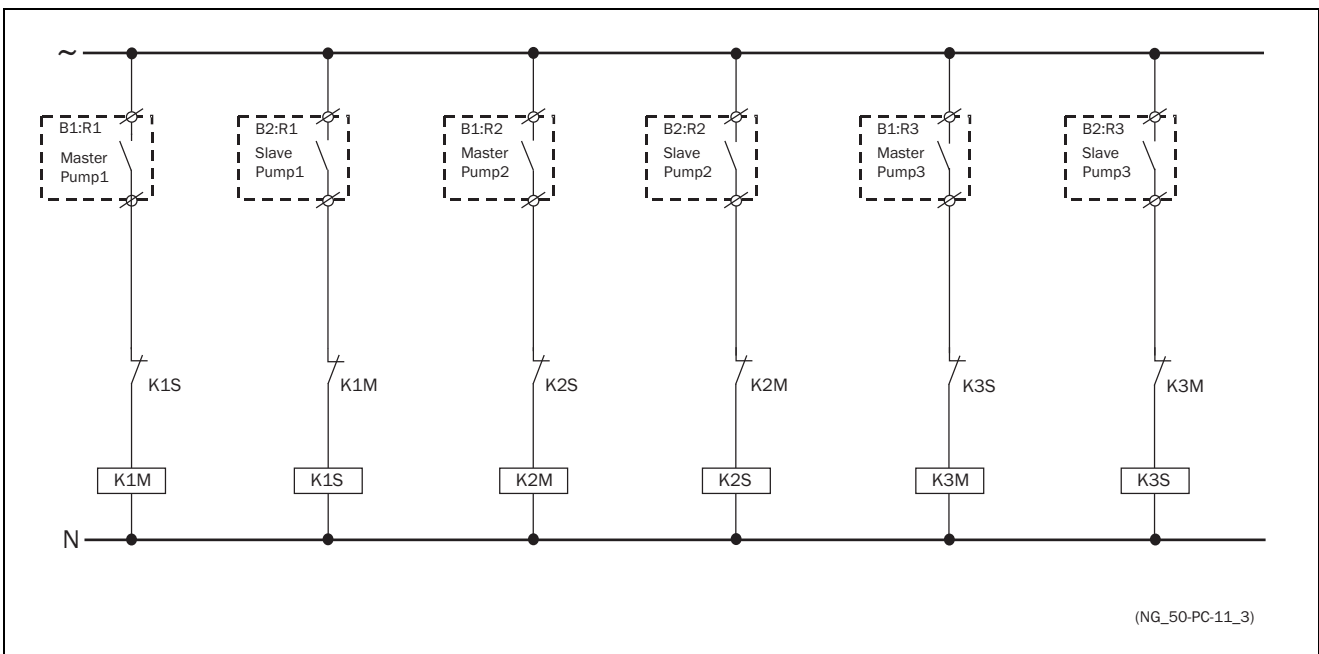 ~
B1:R1
Master
Pump1
B2:R1
Slave
Pump1
B1:R2
Master
Pump2
B2:R2
Slave
Pump2
B1:R3
Master
Pump3
B2:R3
Slave
Pump3
K1S
K1M
K2S
K2M
K3S
K3M
K1M
K1S
K2M
K2S
K3M
K3S
N
(NG_50-PC-11_3)